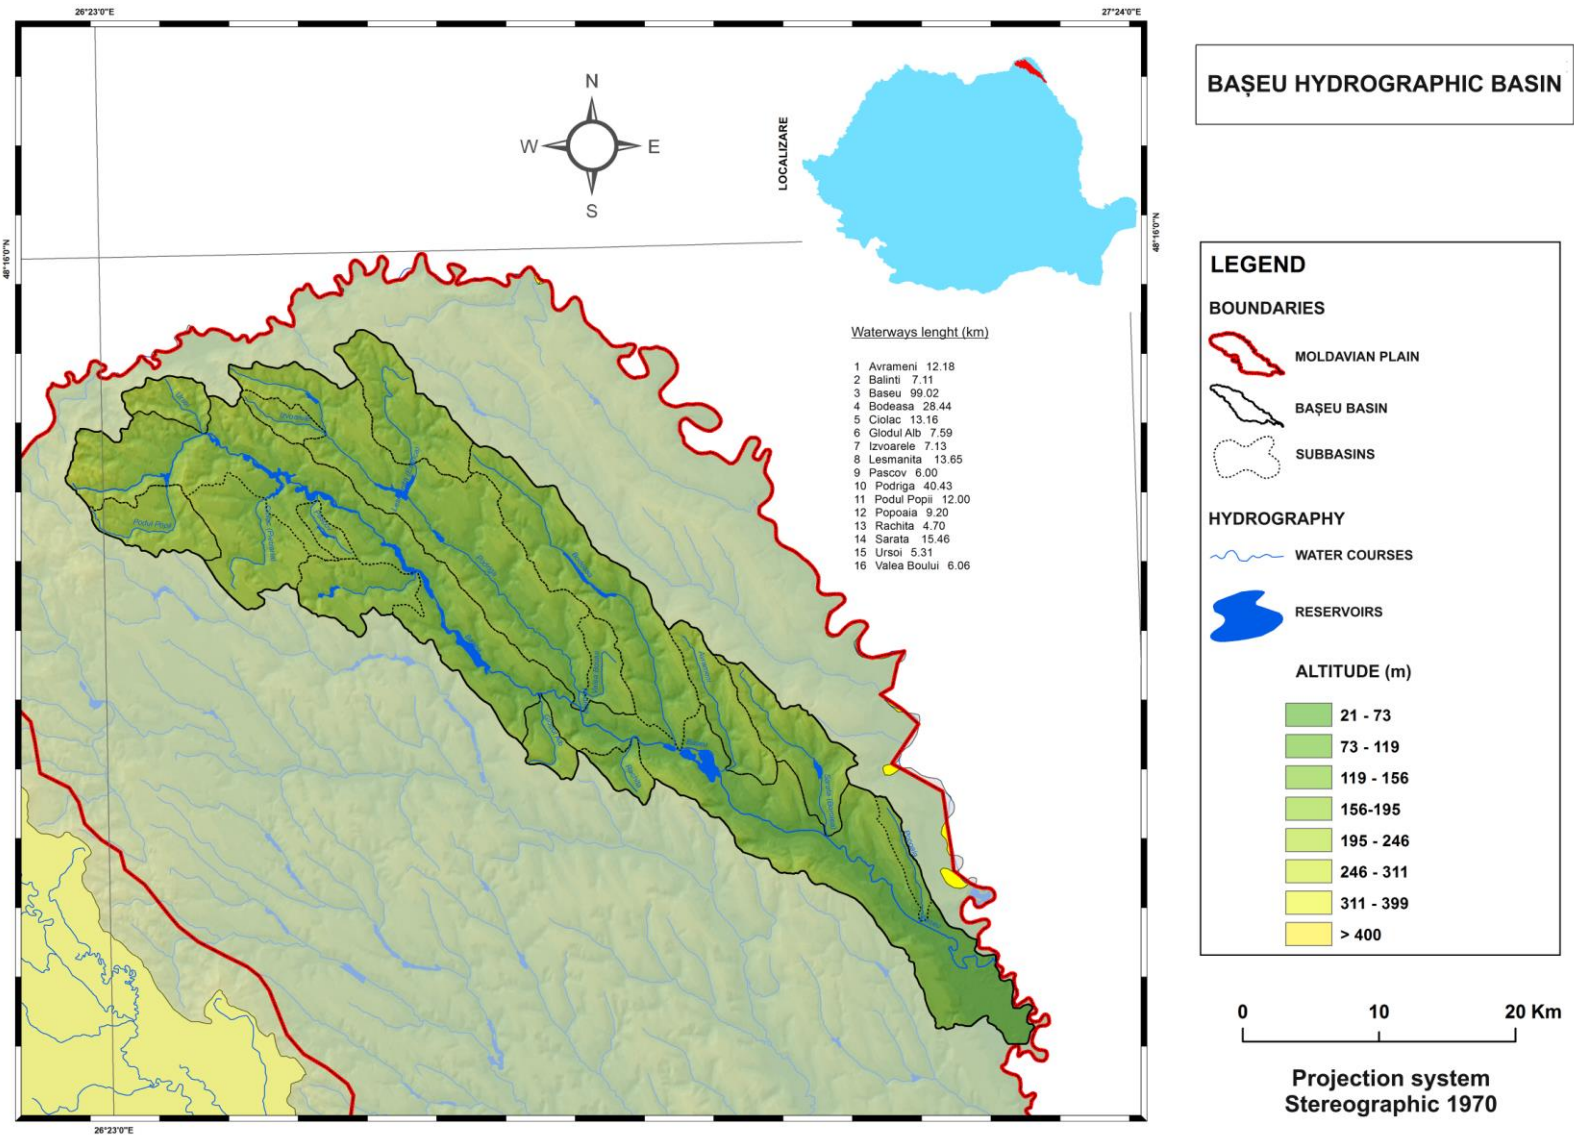 26°23'0"E
27°24'0"E
BAȘEU HYDROGRAPHIC BASIN
N
W
E
S
LOCALIZARE
48°16'0"N
48°16'0"N
Waterways lenght (km)
1 Avrameni 12.18
2 Balinti 7.11
3 Baseu 99.02
4 Bodeasa 28.44
5 Ciolac 13.16
6 Glodul Alb 7.59
7 Izvoarele 7.13
8 Lesmanita 13.65
9 Pascov 6.00
10 Podriga 40.43
11 Podul Popii 12.00
12 Popoaia 9.20
13 Rachita 4.70
14 Sarata 15.46
15 Ursoi 5.31
16 Valea Boului 6.06
LEGEND
BOUNDARIES
MOLDAVIAN PLAIN
BAȘEU BASIN
SUBBASINS
HYDROGRAPHY
WATER COURSES
RESERVOIRS
ALTITUDE (m)
21 - 73
73 - 119
119 - 156
156-195
195 - 246
246 - 311
311 - 399
> 400
Podul Popii
Podriga
Avrameni
Rachita
0 10 20 Km
Projection system
Stereographic 1970
26°23'0"E